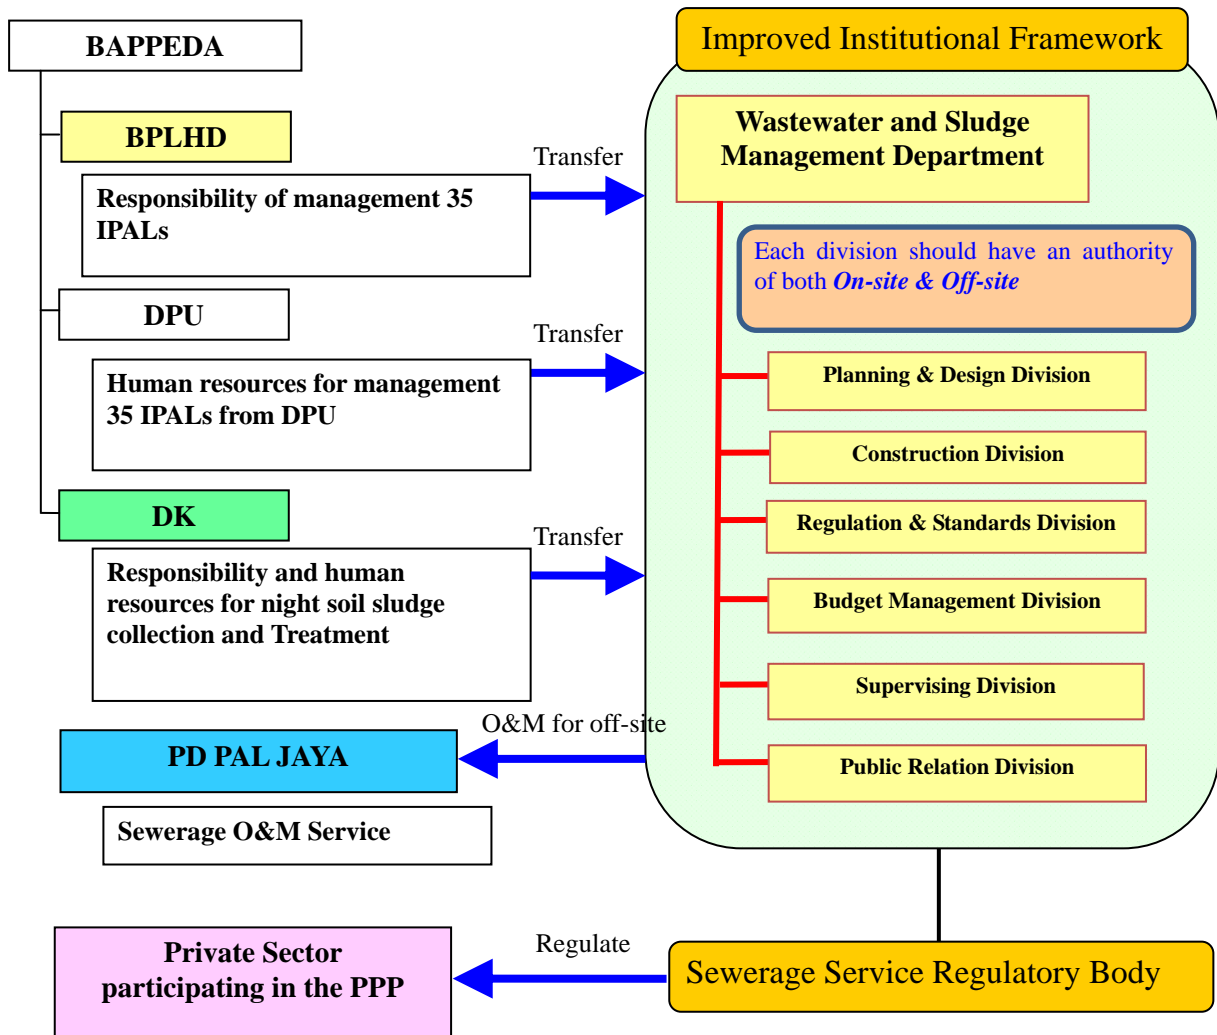 BAPPEDA
BPLHD
Responsibility of management 35
IPALs
Transfer
DPU
Human resources for management
35 IPALs from DPU
Transfer
DK
Responsibility and human
resources for night soil sludge
collection and Treatment
Transfer
PD PAL JAYA
O&M for off-site
Sewerage O&M Service
Private Sector
participating in the PPP
Regulate
Improved Institutional Framework
Wastewater and Sludge
Management Department
Each division should have an authority
of both On-site & Off-site
Planning & Design Division
Construction Division
Regulation & Standards Division
Budget Management Division
Supervising Division
Public Relation Division
Sewerage Service Regulatory Body